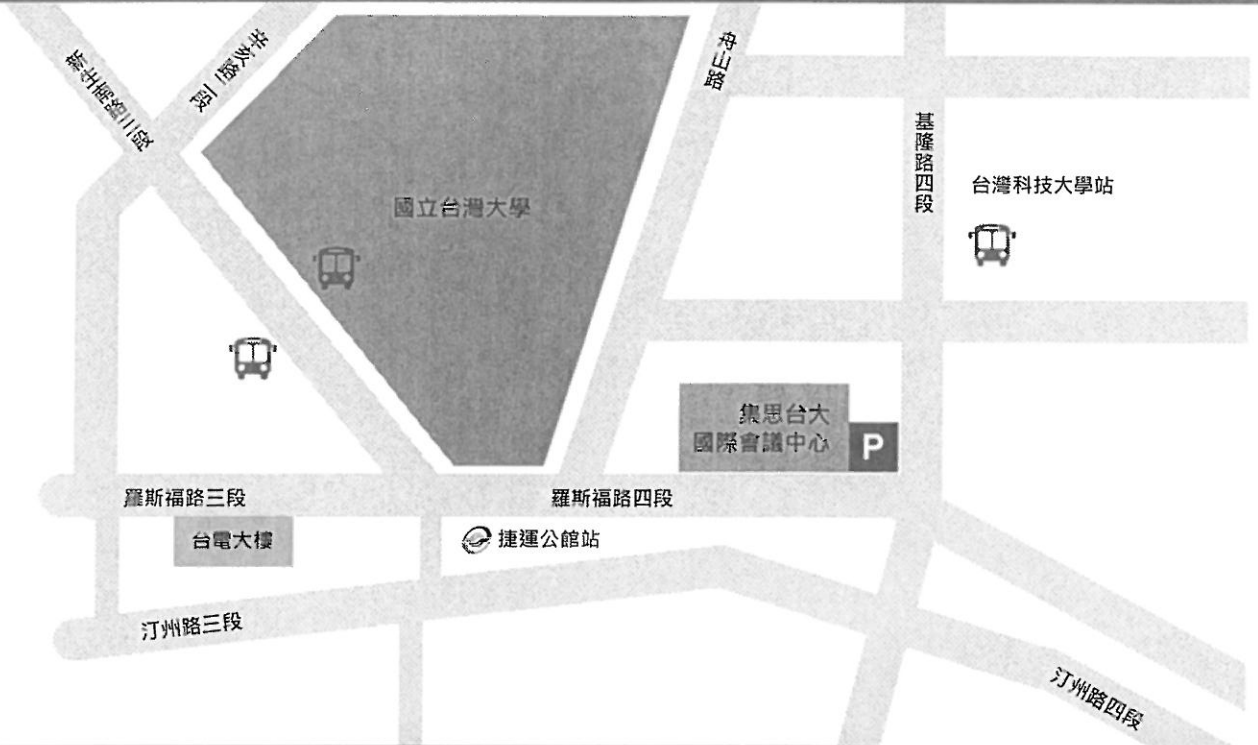 新生南路三段
辛亥路二段
舟山路
基隆路四段
台灣科技大學站
國立台灣大學
集思台大
國際會議中心
P
羅斯福路三段
羅斯福路四段
台電大樓
捷運公館站
汀州路三段
汀州路四段